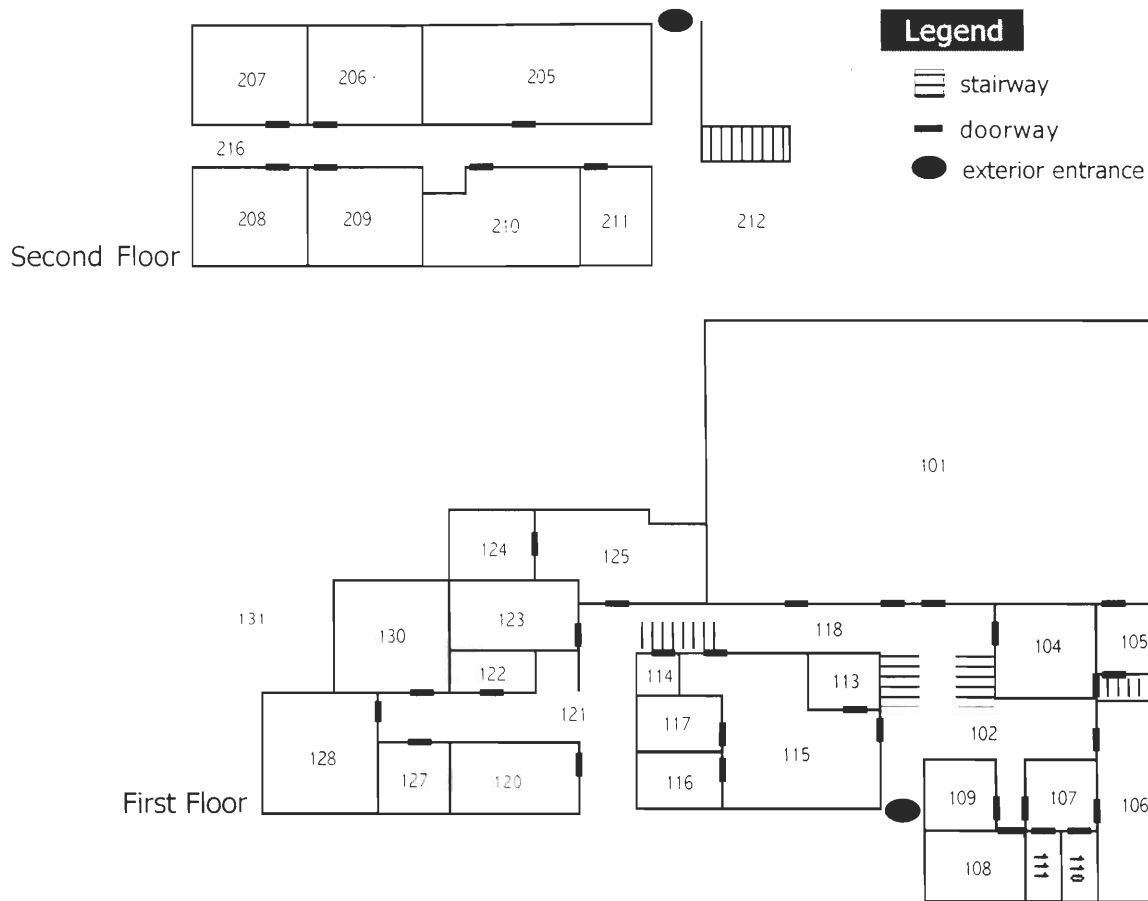 Legend
stairway
doorway
exterior entrance
207 206 205
216
208 209 210 211 212
Second Floor
101
124 125
131 130 123 118 104 105
122 114 113
121 117 102
128 115
127 120 116 109 107 106
First Floor
108 111 110